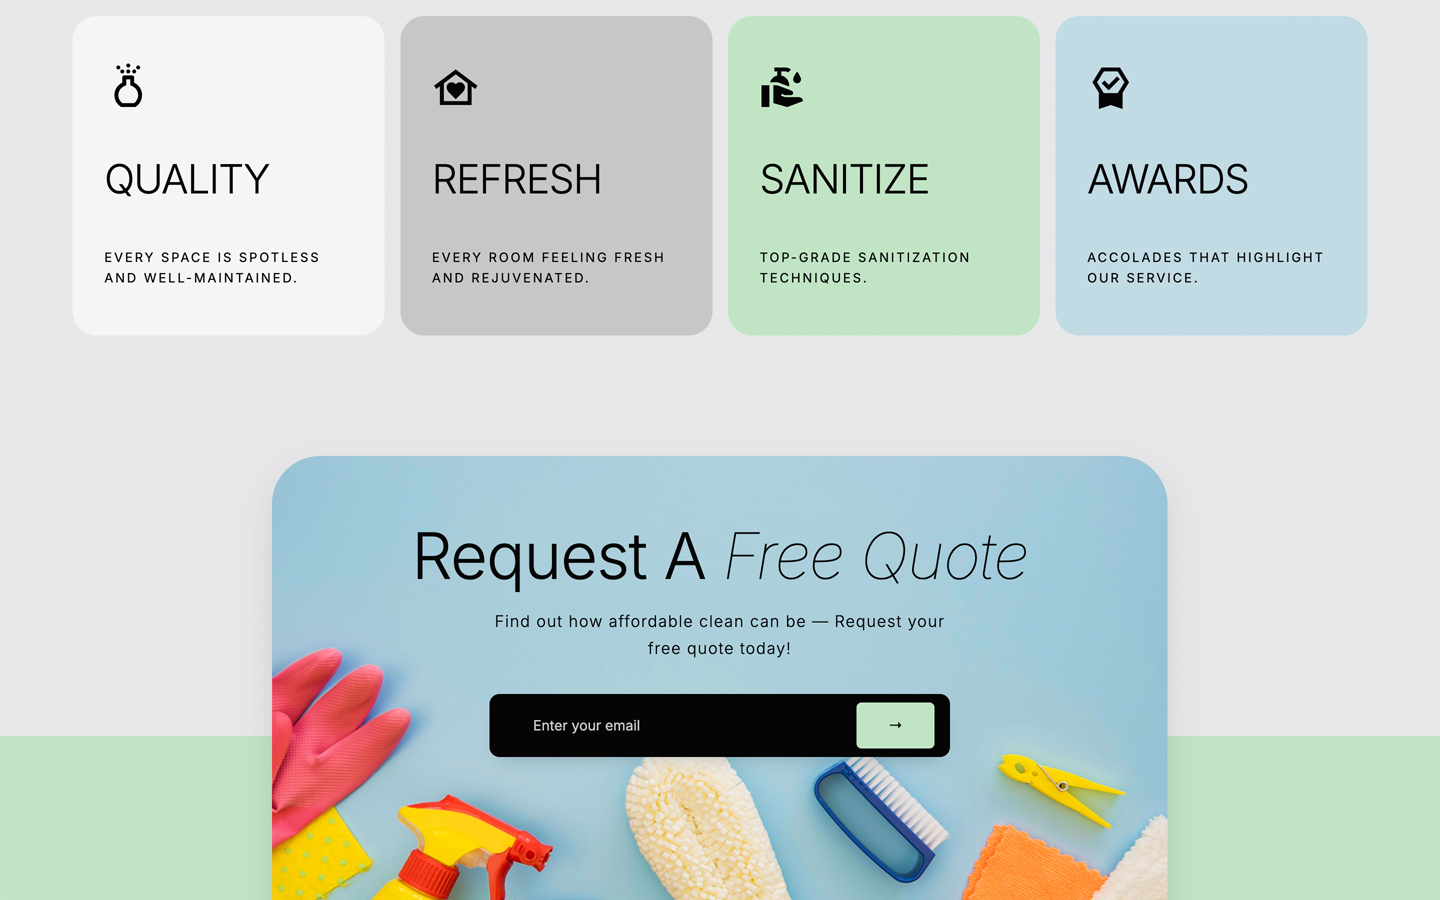 QUALITY
EVERY SPACE IS SPOTLESS
AND WELL-MAINTAINED.
REFRESH
EVERY ROOM FEELING FRESH
AND REJUVENATED.
SANITIZE
TOP-GRADE SANITIZATION
TECHNIQUES.
AWARDS
ACCOLADES THAT HIGHLIGHT
OUR SERVICE.
Request A Free Quote
Find out how affordable clean can be — Request your
free quote today!
Enter your email
→